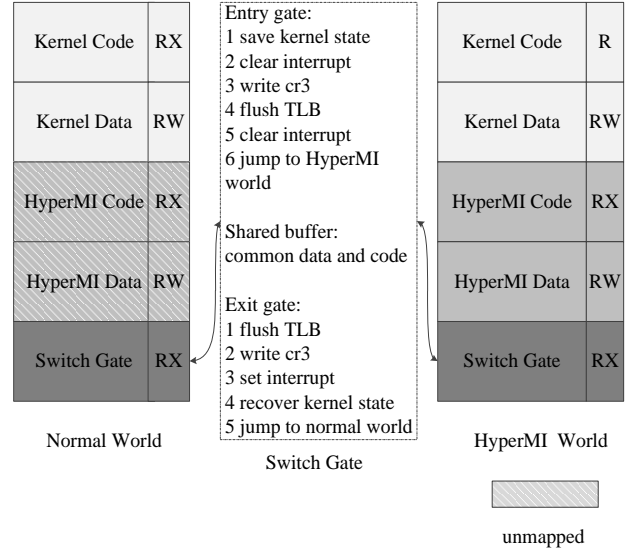 Kernel Code RX
Kernel Data RW
HyperMI Code RX
HyperMI Data RW
Switch Gate RX
Normal World
Entry gate:
1 save kernel state
2 clear interrupt
3 write cr3
4 flush TLB
5 clear interrupt
6 jump to HyperMI
world
Shared buffer:
common data and code
Exit gate:
1 flush TLB
2 write cr3
3 set interrupt
4 recover kernel state
5 jump to normal world
Switch Gate
Kernel Code R
Kernel Data RW
HyperMI Code RX
HyperMI Data RW
Switch Gate RX
HyperMI World
unmapped